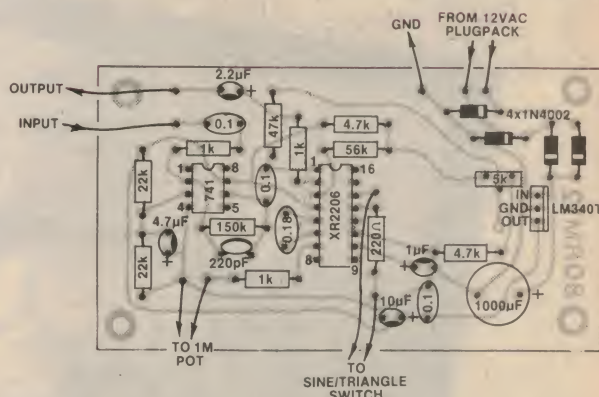 GND
FROM 12VAC
PLUGPACK
OUTPUT
2.2µF
4x1N4002
INPUT
0.1
47k
4.7k
1k
1k
56k
22k
1
8
741
4
5
0.1
1
16
XR2206
8
9
5k
IN
GND
OUT
LM340T
4.7µF
150k
0.18
220Ω
22k
220pF
1k
1µF
4.7k
10µF
0.1
1000µF
TO 1M
POT
TO
SINE/TRIANGLE
SWITCH